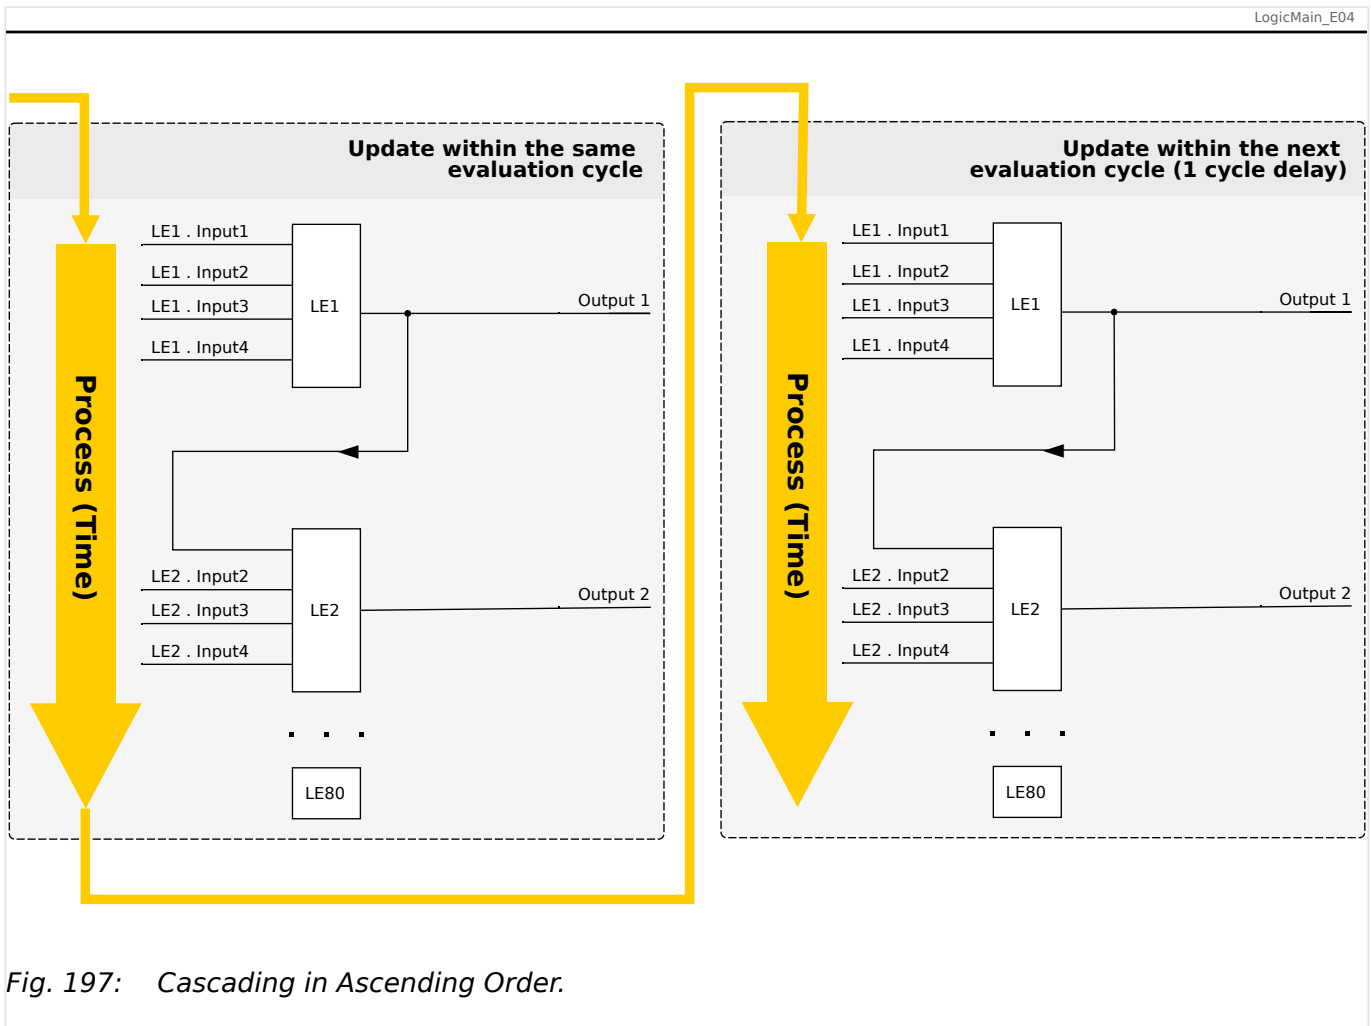 LogicMain_E04
Update within the same
evaluation cycle
LE1 . Input1
LE1 . Input2
LE1 . Input3
LE1 . Input4
LE1
Output 1
Process (Time)
LE2 . Input2
LE2 . Input3
LE2 . Input4
LE2
Output 2
. . .
LE80
Update within the next
evaluation cycle (1 cycle delay)
LE1 . Input1
LE1 . Input2
LE1 . Input3
LE1 . Input4
LE1
Output 1
Process (Time)
LE2 . Input2
LE2 . Input3
LE2 . Input4
LE2
Output 2
. . .
LE80
Fig. 197: Cascading in Ascending Order.